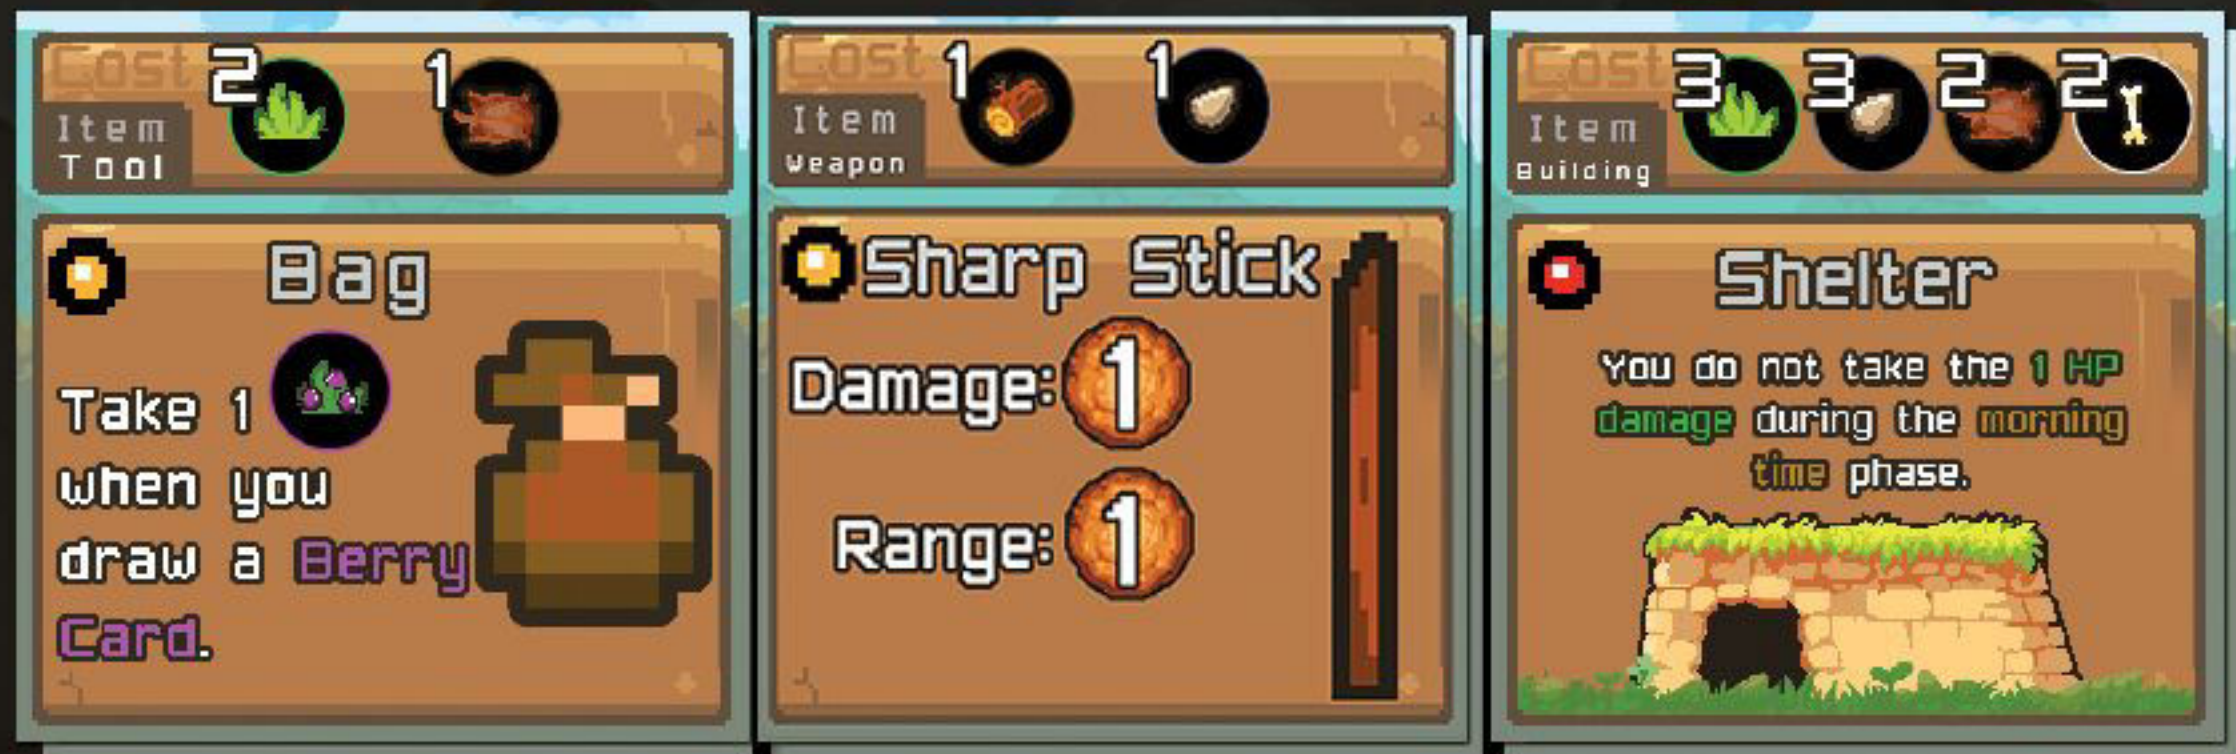 Cost 2 1
Item
Tool
Bag
Take 1
when you
draw a Berry
Card.
Cost 1 1
Item
Weapon
Sharp Stick
Damage: 1
Range: 1
Cost 3 3 2 2
Item
Building
Shelter
You do not take the 1 HP
damage during the morning
time phase.